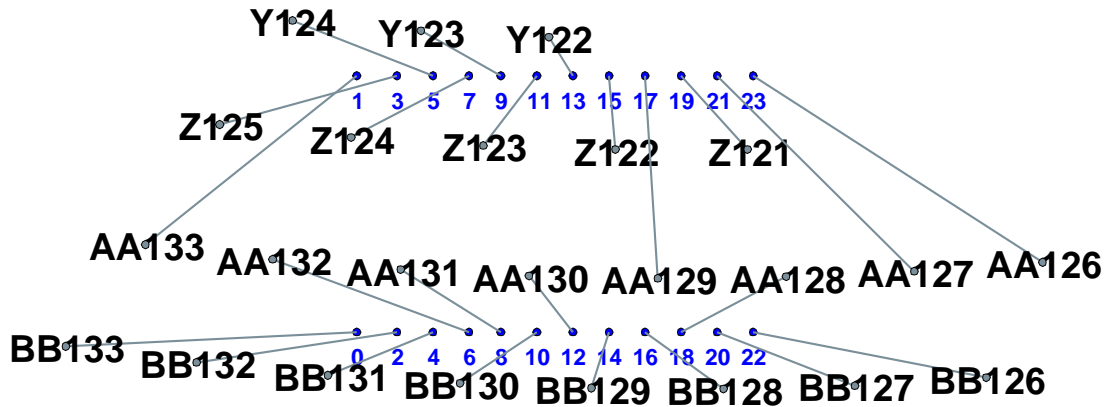 Y124 Y123 Y122
1 3 5 7 9 11 13 15 17 19 21 23
Z125 Z124 Z123 Z122 Z121
AA133 AA132 AA131 AA130 AA129 AA128 AA127 AA126
0 2 4 6 8 10 12 14 16 18 20 22
BB133 BB132 BB131 BB130 BB129 BB128 BB127 BB126